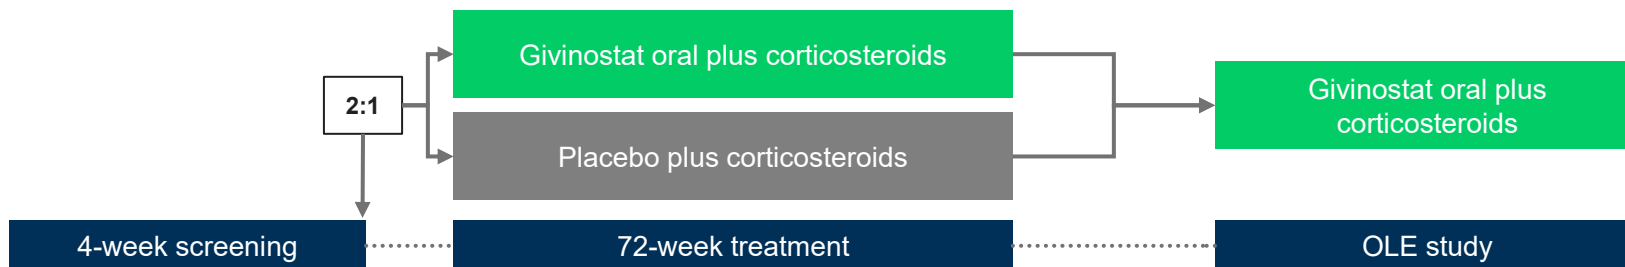 Givinostat oral plus corticosteroids
2:1
Placebo plus corticosteroids
Givinostat oral plus
corticosteroids
4-week screening
72-week treatment
OLE study